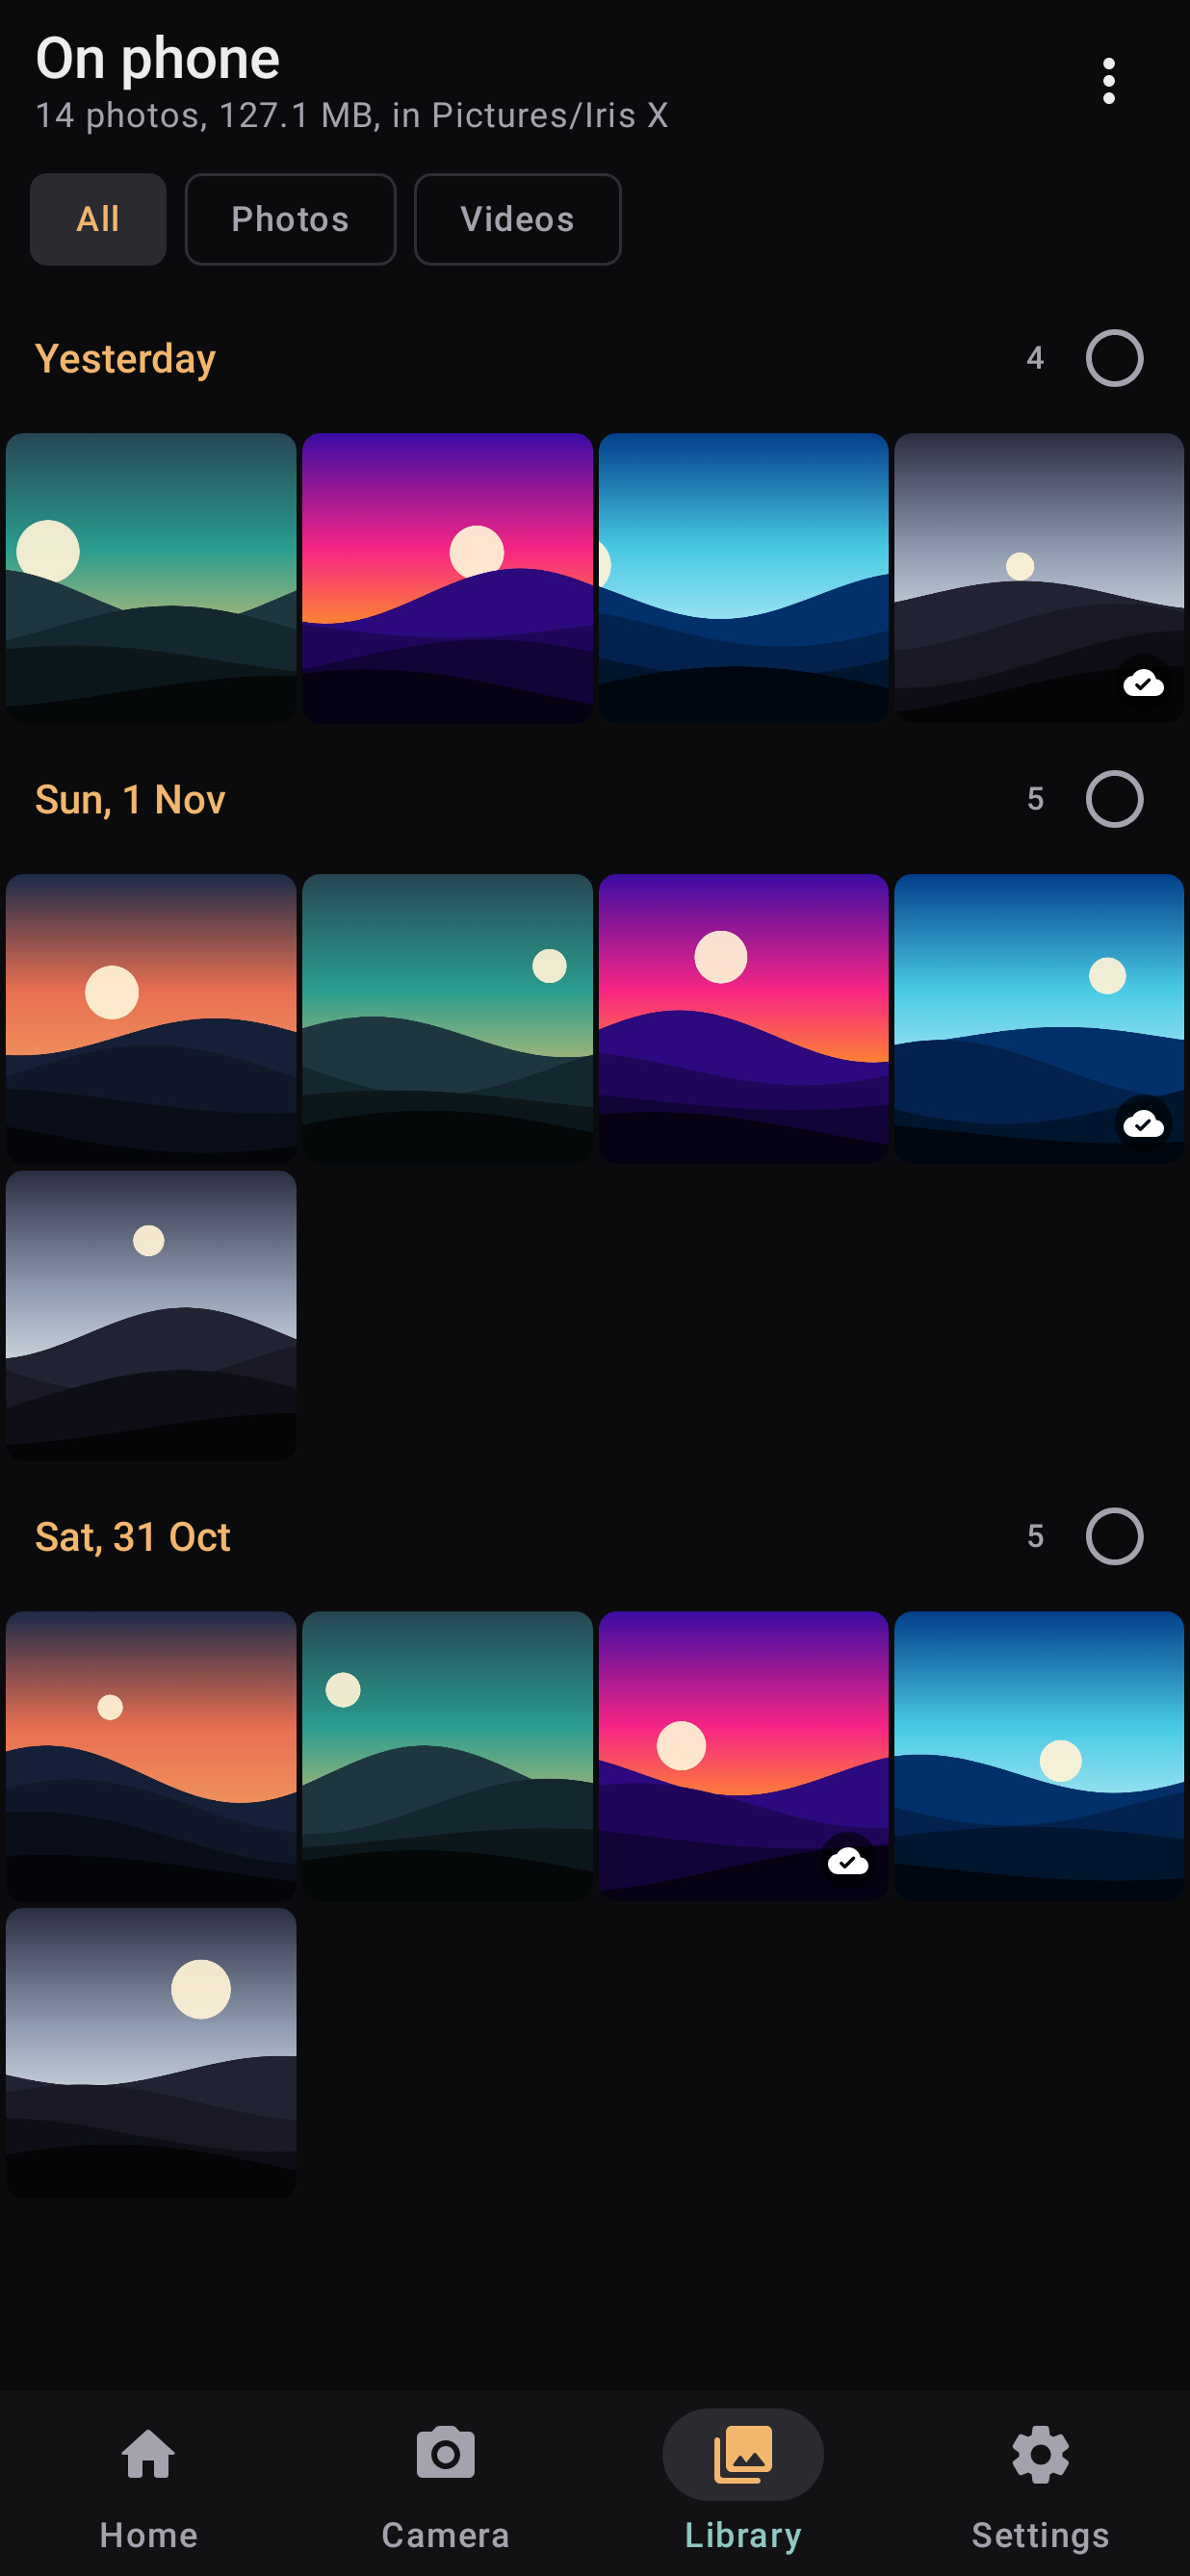 On phone
14 photos, 127.1 MB, in Pictures/Iris X
All Photos Videos
Yesterday 4
Sun, 1 Nov 5
Sat, 31 Oct 5
Home Camera Library Settings